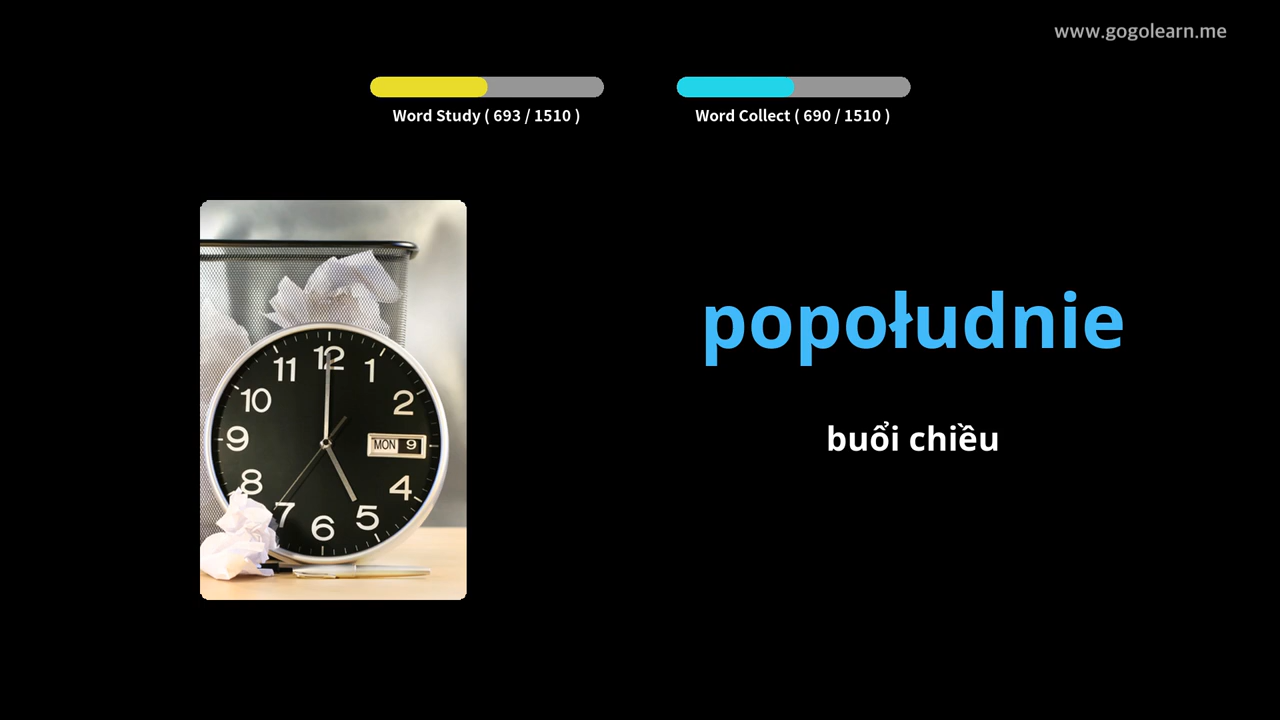 www.gogolearn.me
Word Study ( 693 / 1510 )
Word Collect ( 690 / 1510 )
12
11
1
10
2
9
MON 9
8
4
7
5
6
popołudnie
buổi chiều